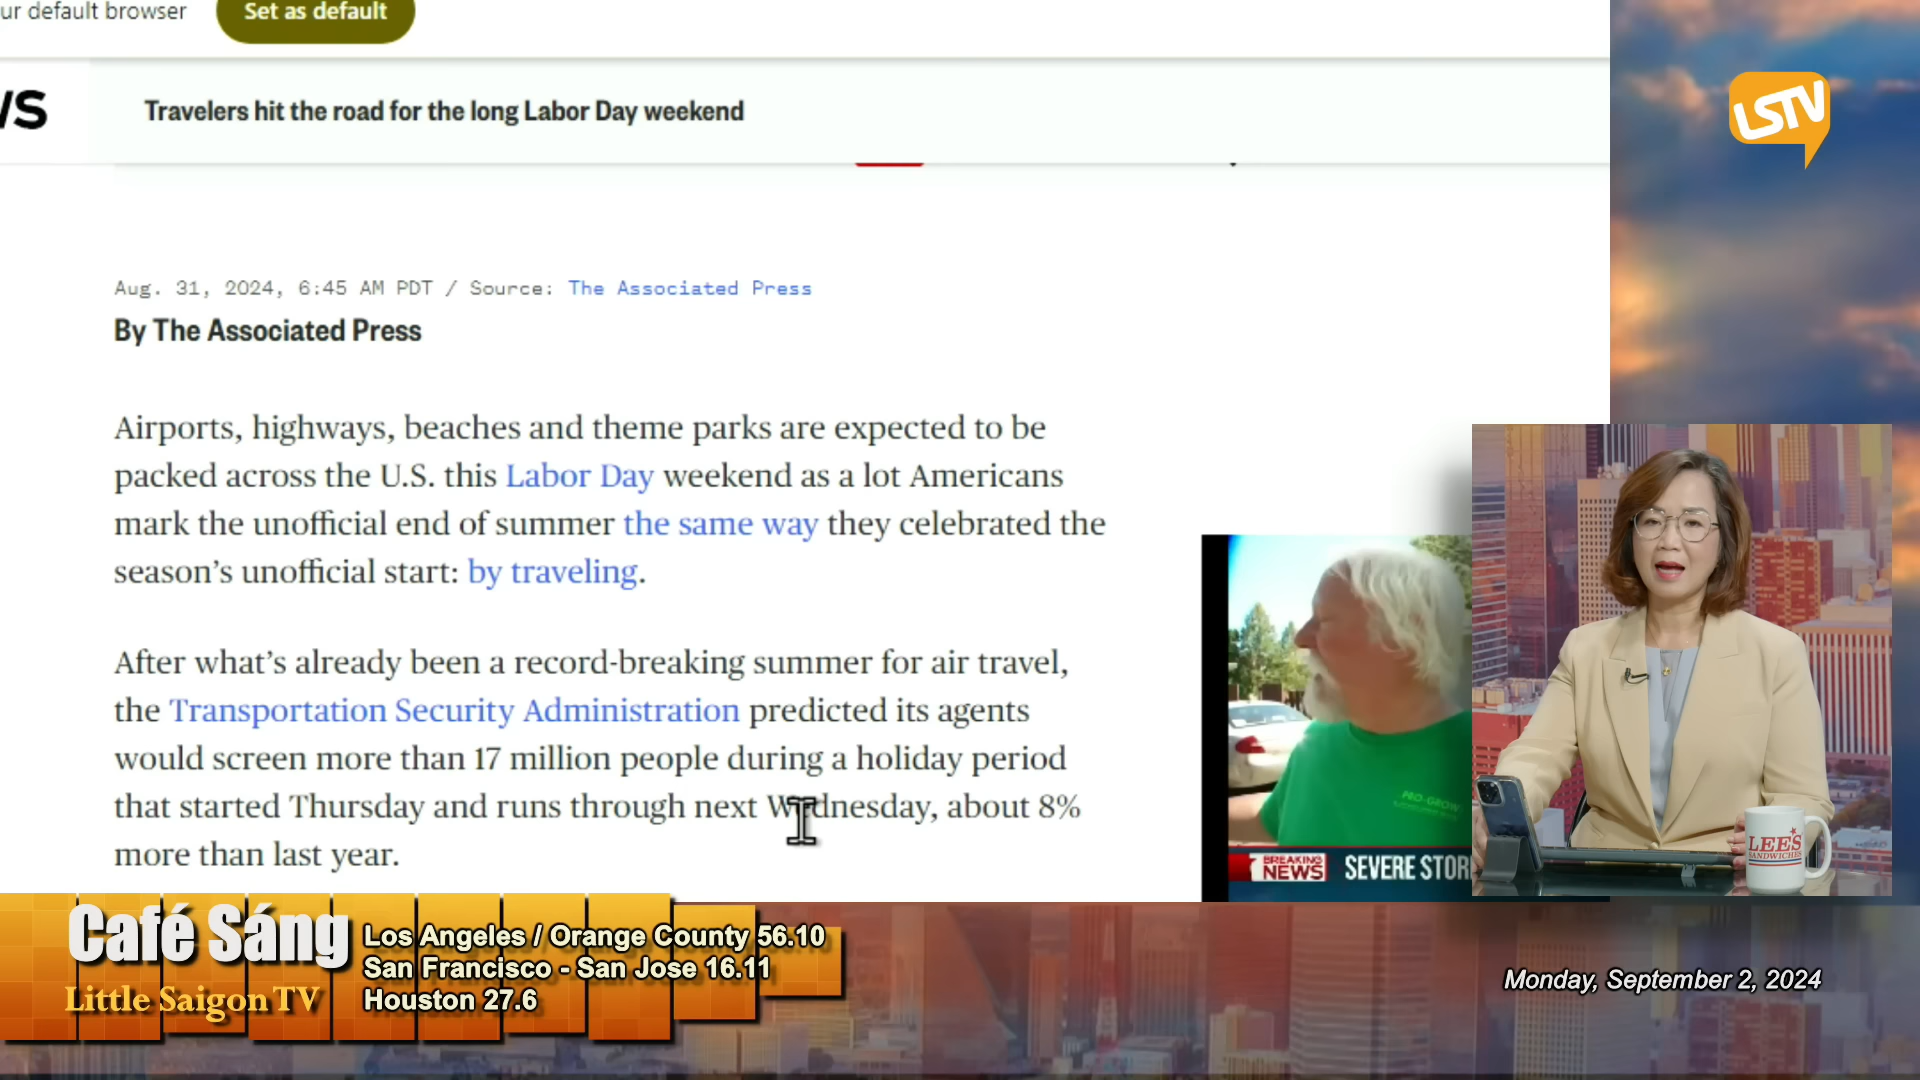 ur default browser
Set as default
WS
Travelers hit the road for the long Labor Day weekend
LSTV
Aug. 31, 2024, 6:45 AM PDT / Source: The Associated Press
By The Associated Press
Airports, highways, beaches and theme parks are expected to be
packed across the U.S. this Labor Day weekend as a lot Americans
mark the unofficial end of summer the same way they celebrated the
season's unofficial start: by traveling.
After what's already been a record-breaking summer for air travel,
the Transportation Security Administration predicted its agents
would screen more than 17 million people during a holiday period
that started Thursday and runs through next Wednesday, about 8%
more than last year.
PRO-GROW
BREAKING
NEWS
SEVERE STOR
LEE'S
SANDWICHES
Café Sáng
Little Saigon TV
Los Angeles / Orange County 56.10
San Francisco - San Jose 16.11
Houston 27.6
Monday, September 2, 2024